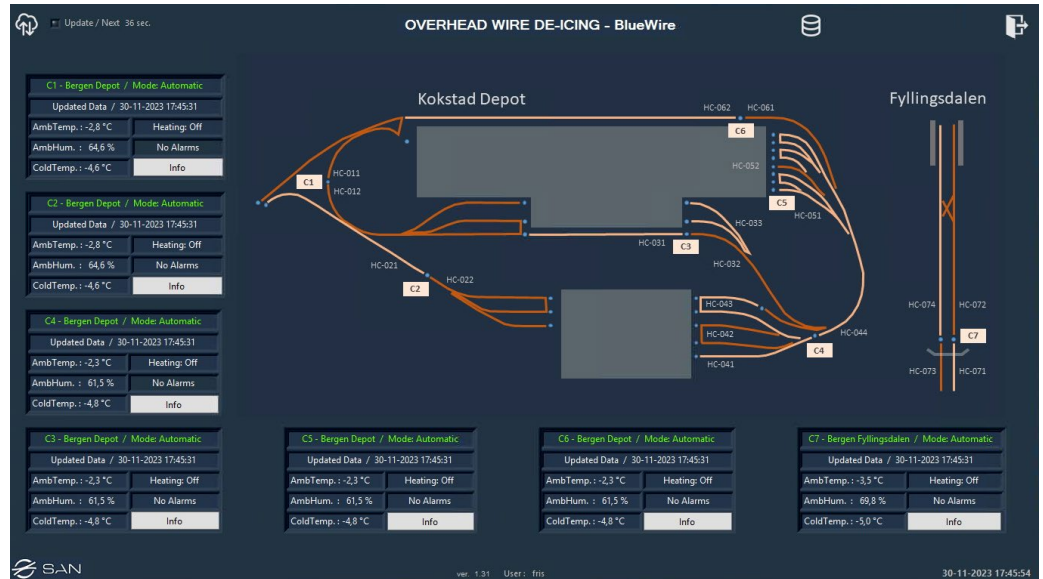 Update / Next 36 sec.
OVERHEAD WIRE DE-ICING - BlueWire
C1 - Bergen Depot / Mode: Automatic
Updated Data / 30-11-2023 17:45:31
AmbTemp. : -2,8 °C Heating: Off
AmbHum. : 64,6 % No Alarms
ColdTemp. : -4,6 °C Info
C2 - Bergen Depot / Mode: Automatic
Updated Data / 30-11-2023 17:45:31
AmbTemp. : -2,8 °C Heating: Off
AmbHum. : 64,6 % No Alarms
ColdTemp. : -4,6 °C Info
C4 - Bergen Depot / Mode: Automatic
Updated Data / 30-11-2023 17:45:31
AmbTemp. : -2,3 °C Heating: Off
AmbHum. : 61,5 % No Alarms
ColdTemp. : -4,8 °C Info
Kokstad Depot
HC-062 HC-061
C6
HC-052
HC-011
C1
HC-012
C5
HC-051
HC-033
HC-031
C3
HC-032
HC-021
C2
HC-022
HC-043
HC-042
HC-044
C4
HC-041
Fyllingsdalen
HC-074 HC-072
C7
HC-073 HC-071
C3 - Bergen Depot / Mode: Automatic
Updated Data / 30-11-2023 17:45:31
AmbTemp. : -2,3 °C Heating: Off
AmbHum. : 61,5 % No Alarms
ColdTemp. : -4,8 °C Info
C5 - Bergen Depot / Mode: Automatic
Updated Data / 30-11-2023 17:45:31
AmbTemp. : -2,3 °C Heating: Off
AmbHum. : 61,5 % No Alarms
ColdTemp. : -4,8 °C Info
C6 - Bergen Depot / Mode: Automatic
Updated Data / 30-11-2023 17:45:31
AmbTemp. : -2,3 °C Heating: Off
AmbHum. : 61,5 % No Alarms
ColdTemp. : -4,8 °C Info
C7 - Bergen Fyllingsdalen / Mode: Automatic
Updated Data / 30-11-2023 17:45:31
AmbTemp. : -3,5 °C Heating: Off
AmbHum. : 69,8 % No Alarms
ColdTemp. : -5,0 °C Info
SAN
ver. 1.31 User : fris
30-11-2023 17:45:54